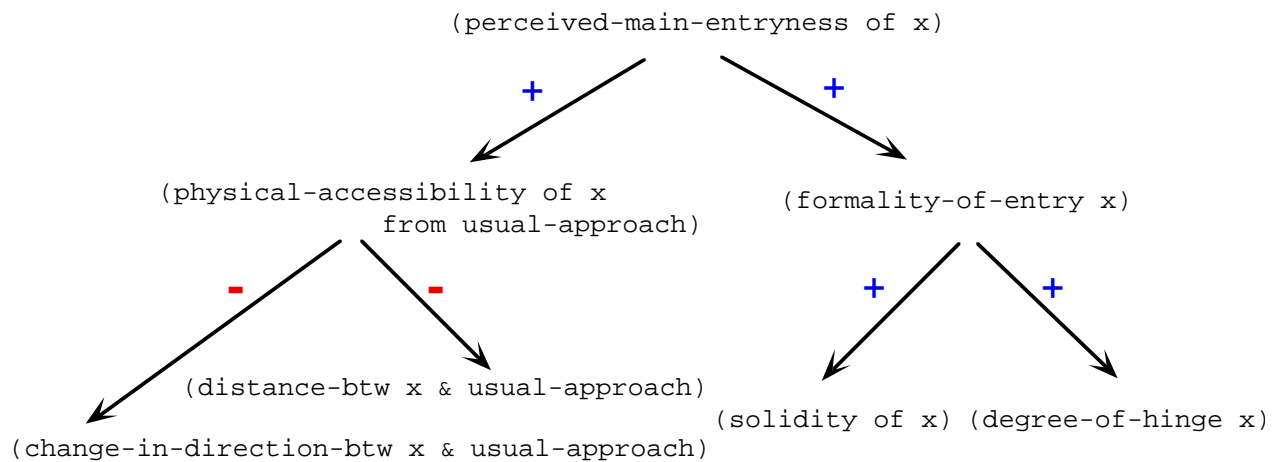 (perceived-main-entryness of x)
+
+
(physical-accessibility of x
from usual-approach)
(formality-of-entry x)
-
-
+
+
(distance-btw x & usual-approach)
(solidity of x) (degree-of-hinge x)
(change-in-direction-btw x & usual-approach)